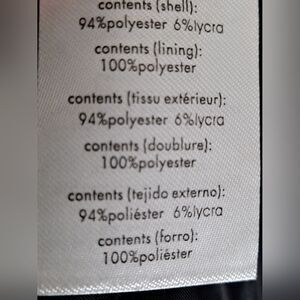 contents (shell):
94%polyester 6%lycra
contents (lining):
100%polyester
contents (tissu extérieur):
94%polyester 6%lycra
contents (doublure):
100%polyester
contents (tejido externo):
94%poliéster 6%lycra
contents (forro):
100%poliéster